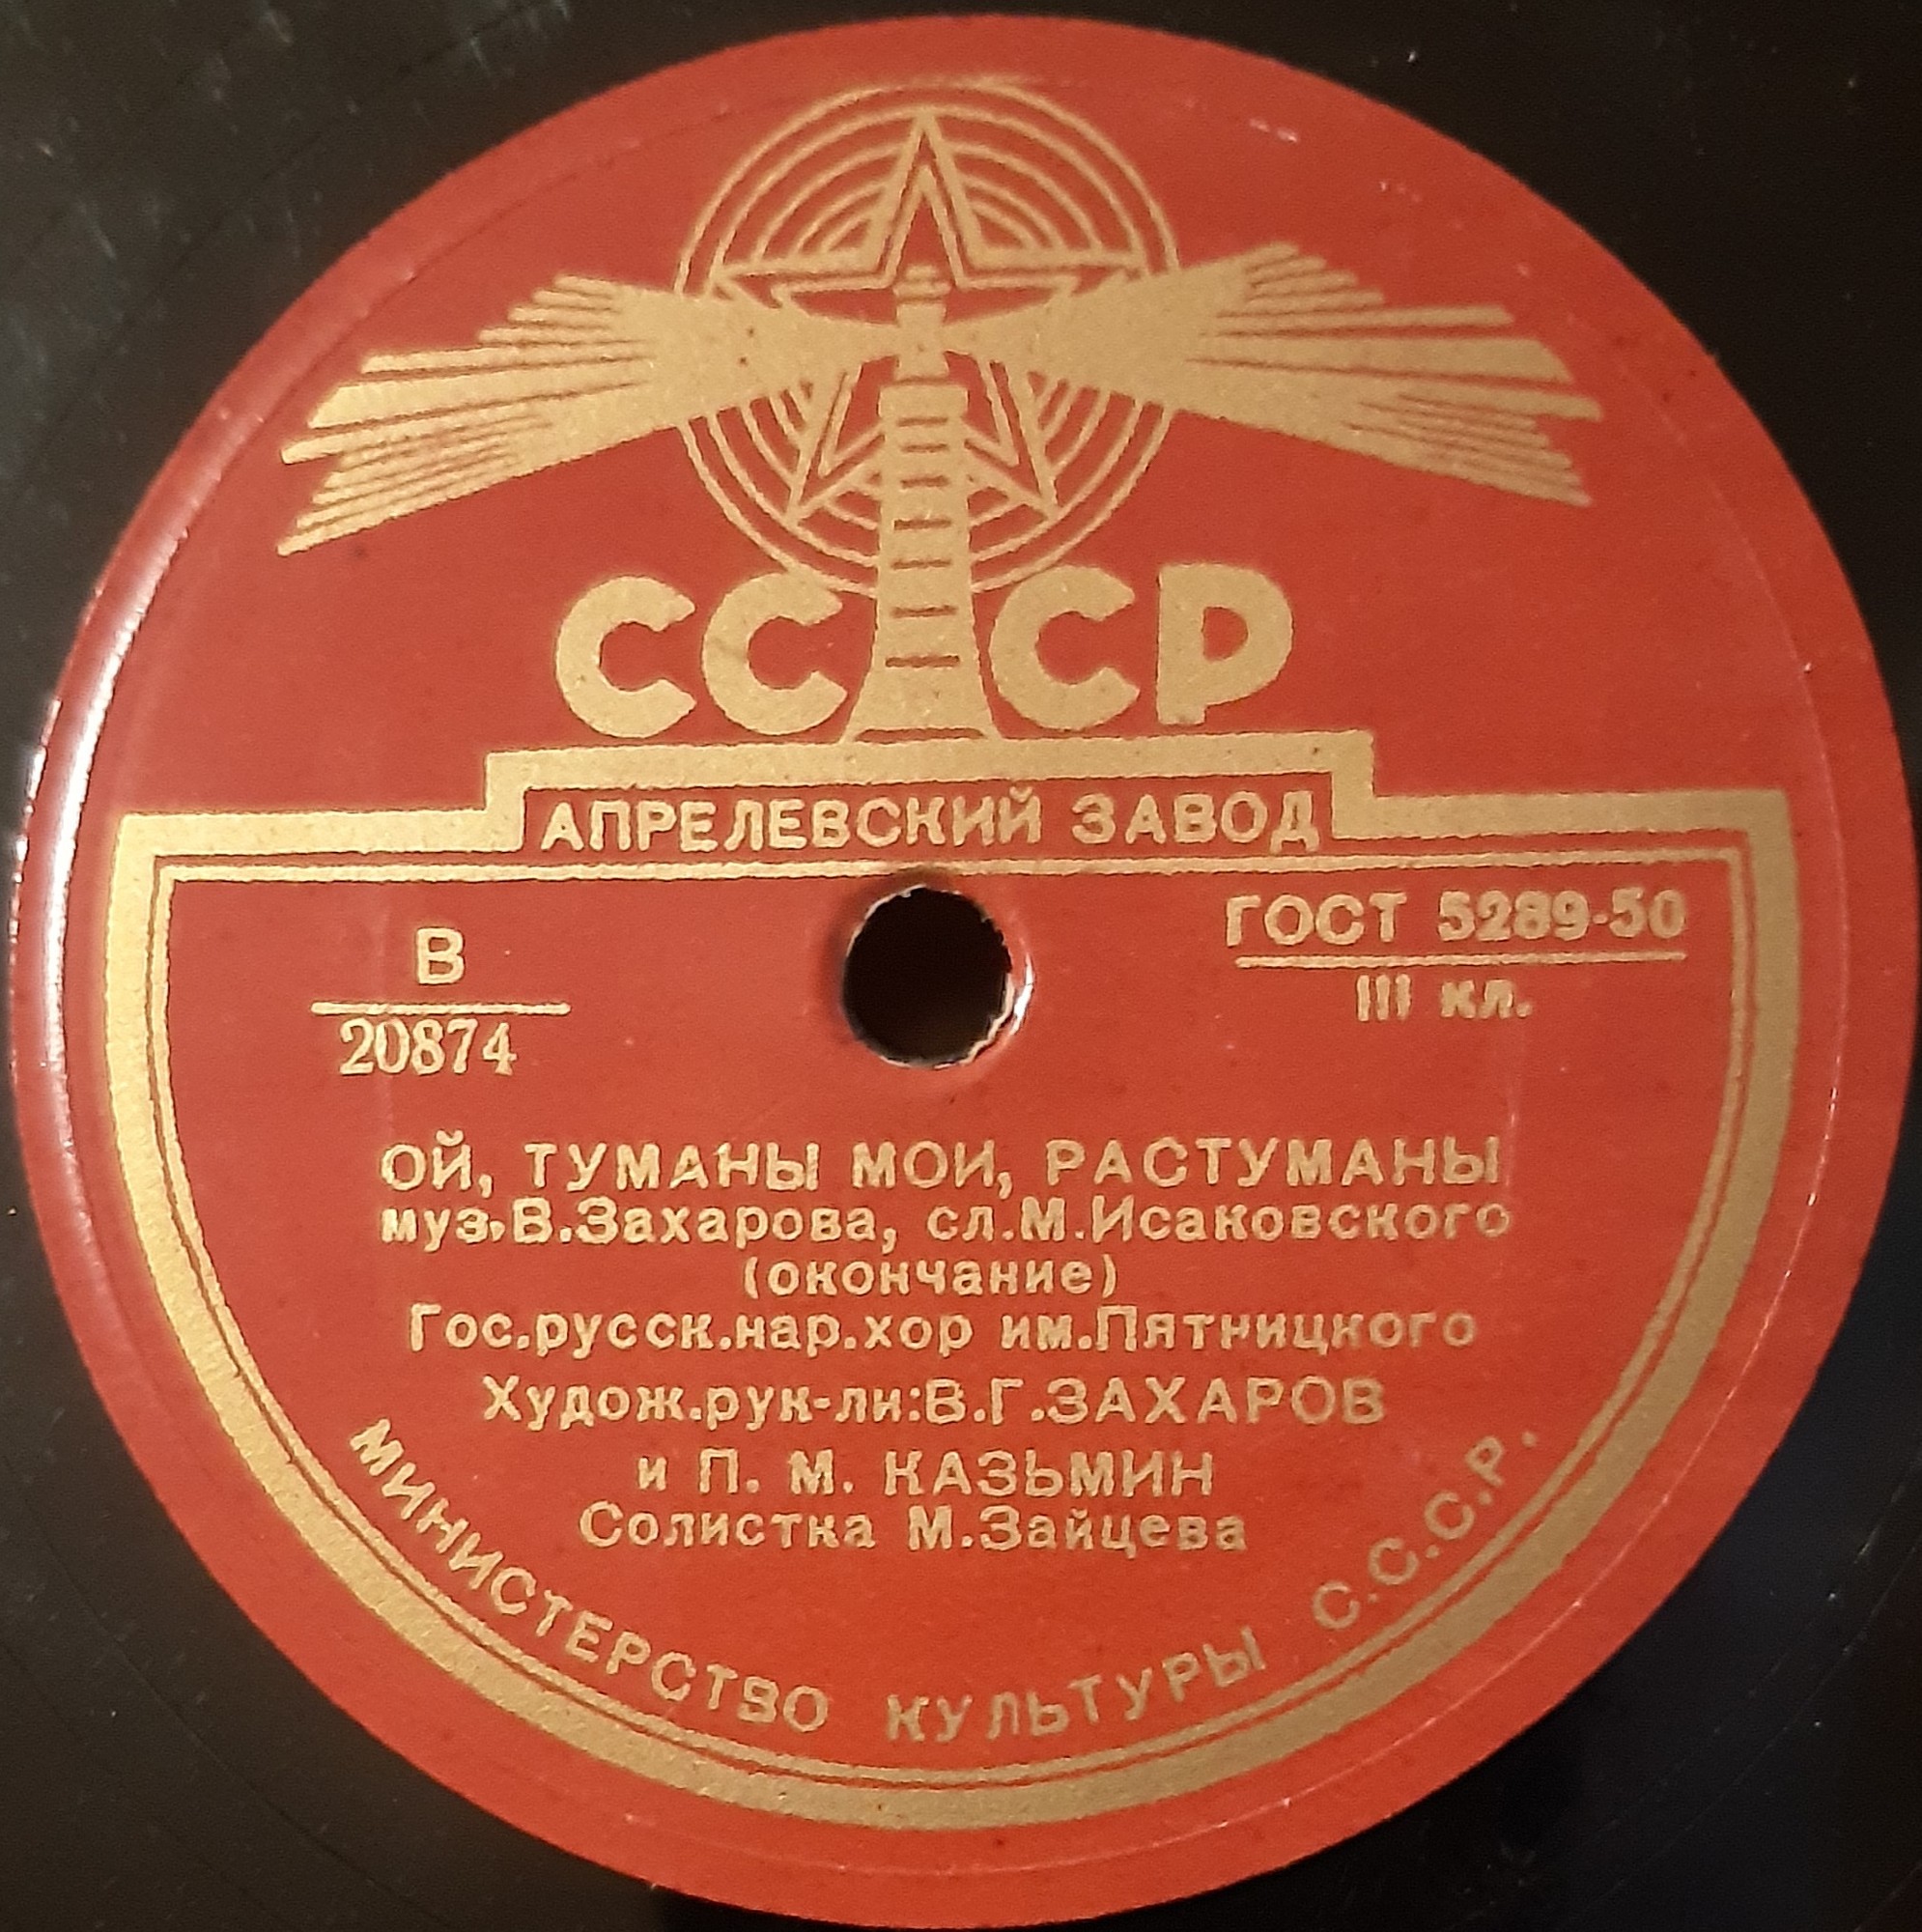 СССР
АПРЕЛЕВСКИЙ ЗАВОД
В
20874
ГОСТ 5289-50
III кл.
ОЙ, ТУМАНЫ МОИ, РАСТУМАНЫ
муз.В.Захарова, сл.М.Исаковского
(окончание)
Гос.русск.нар.хор им.Пятницкого
Худож.рук-ли:В.Г.ЗАХАРОВ
и П. М. КАЗЬМИН
Солистка М.Зайцева
МИНИСТЕРСТВО КУЛЬТУРЫ С.С.С.Р.